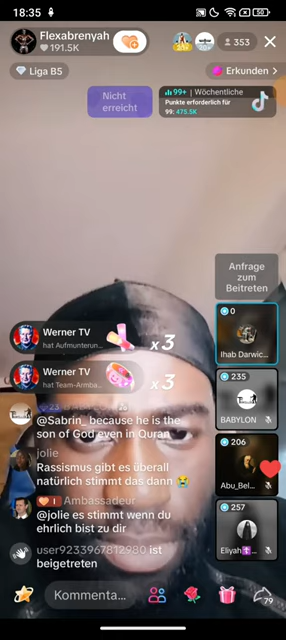 18:35
50
Flexabrenyah
191.5K
353
Liga B5
Erkunden >
Nicht erreicht
99+ | Wöchentliche
Punkte erforderlich für
99: 475.5K
Anfrage
zum
Beitreten
0
Ihab Darwic...
Werner TV
hat Aufmunterun...
x3
Werner TV
hat Team-Armba...
x3
235
BABYLON
@Sabrin_ because he is the
son of God even in Quran
206
Abu_Bel...
jolie
Rassismus gibt es überall
natürlich stimmt das dann 😭
1 Ambassadeur
@jolie es stimmt wenn du
ehrlich bist zu dir
257
Eliyah✝️...
user9233967812980 ist
beigetreten
Kommenta...
79